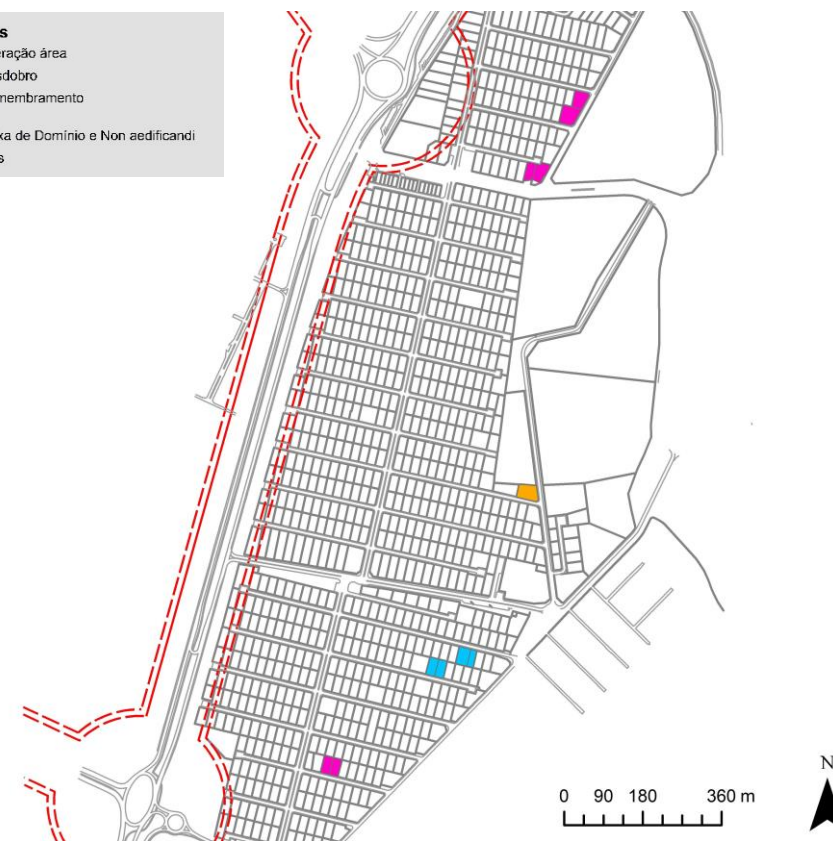 s
eração área
sdobro
membramento
xa de Domínio e Non aedificandi
s
0 90 180 360 m
N